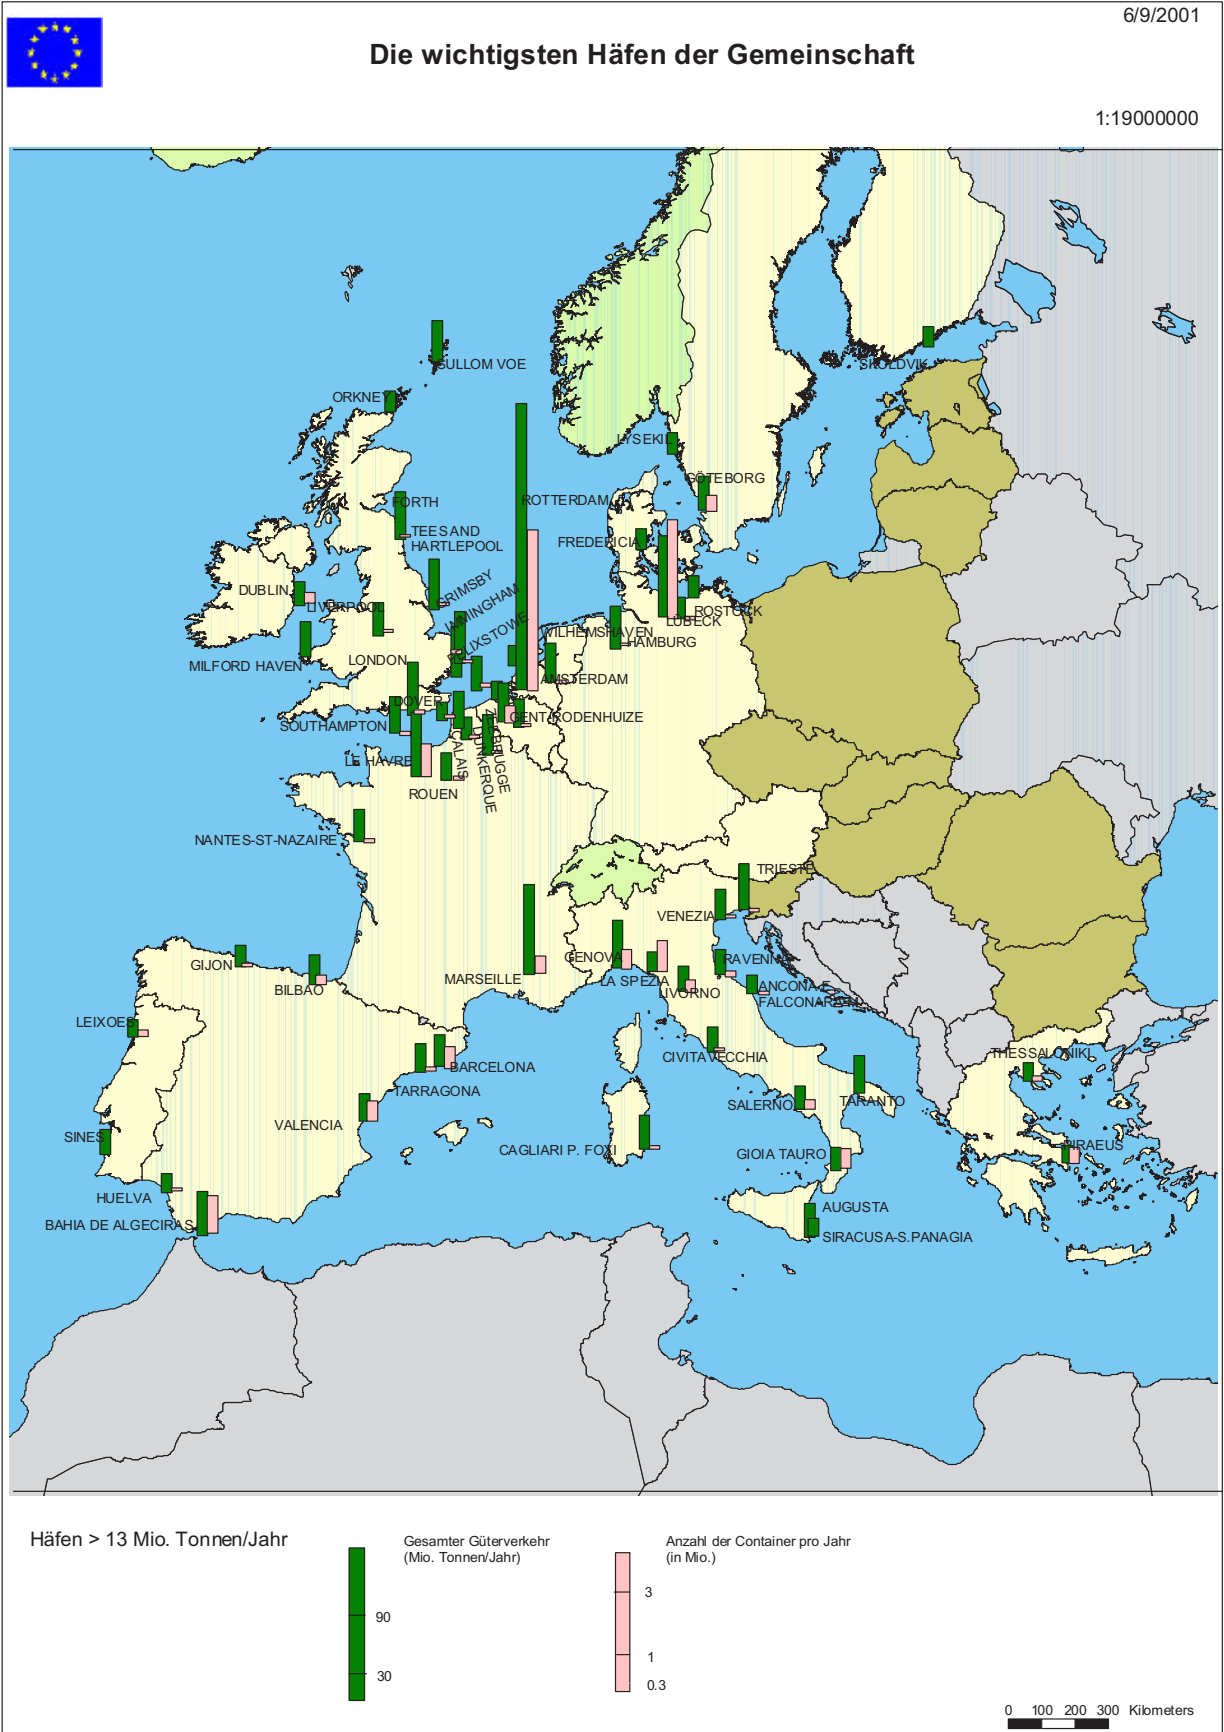 6/9/2001
Die wichtigsten Häfen der Gemeinschaft
1:19000000
SULLOM VOE
SKOLDVIK
ORKNEY
LYSEKIL
GÖTEBORG
FORTH
ROTTERDAM
TEES AND
HARTLEPOOL
FREDERICIA
GRIMSBY
IMMINGHAM
DUBLIN
LIVERPOOL
ROSTOCK
LÜBECK
FELIXSTOWE
WILHEMSHAVEN
HAMBURG
MILFORD HAVEN
LONDON
AMSTERDAM
DOVER
GENT-RODENHUIZE
SOUTHAMPTON
ZEEBRUGGE
DUNKERQUE
CALAIS
LE HAVRE
ROUEN
NANTES-ST-NAZAIRE
TRIESTE
VENEZIA
GIJON
BILBAO
MARSEILLE
GENOVA
RAVENNA
LA SPEZIA
LIVORNO
ANCONA E
LEIXOES
CIVITAVECCHIA
THESSALONIKI
BARCELONA
TARRAGONA
SALERNO
TARANTO
VALENCIA
SINES
CAGLIARI P. FOXI
GIOIA TAURO
PIRAEUS
HUELVA
AUGUSTA
BAHIA DE ALGECIRAS
SIRACUSA-S.PANAGIA
Häfen > 13 Mio. Tonnen/Jahr
Gesamter Güterverkehr
(Mio. Tonnen/Jahr)
90
30
Anzahl der Container pro Jahr
(in Mio.)
3
1
0.3
0 100 200 300 Kilometers